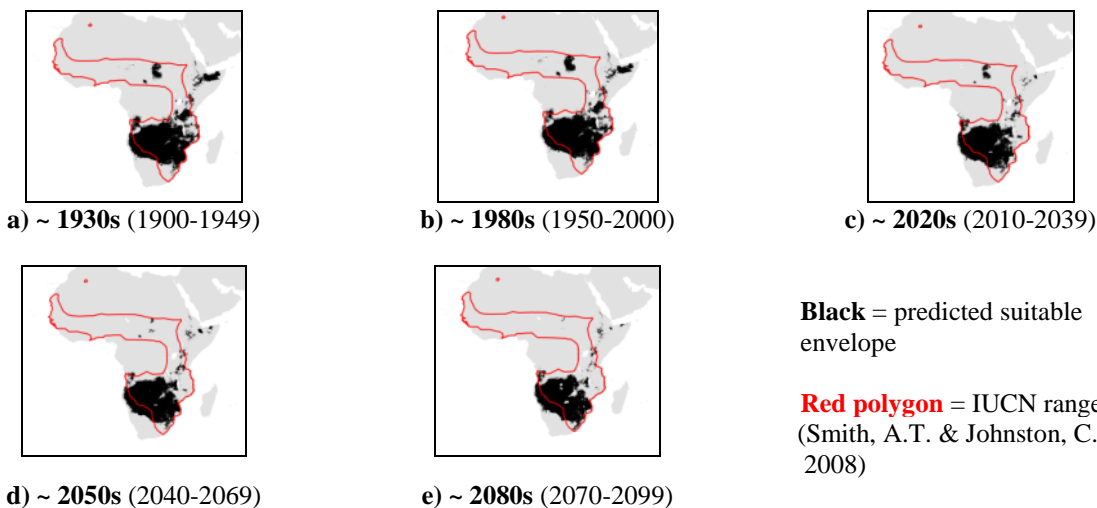 a) ~ 1930s (1900-1949)
b) ~ 1980s (1950-2000)
c) ~ 2020s (2010-2039)
Black = predicted suitable
envelope
Red polygon = IUCN range
(Smith, A.T. & Johnston, C.
2008)
d) ~ 2050s (2040-2069)
e) ~ 2080s (2070-2099)